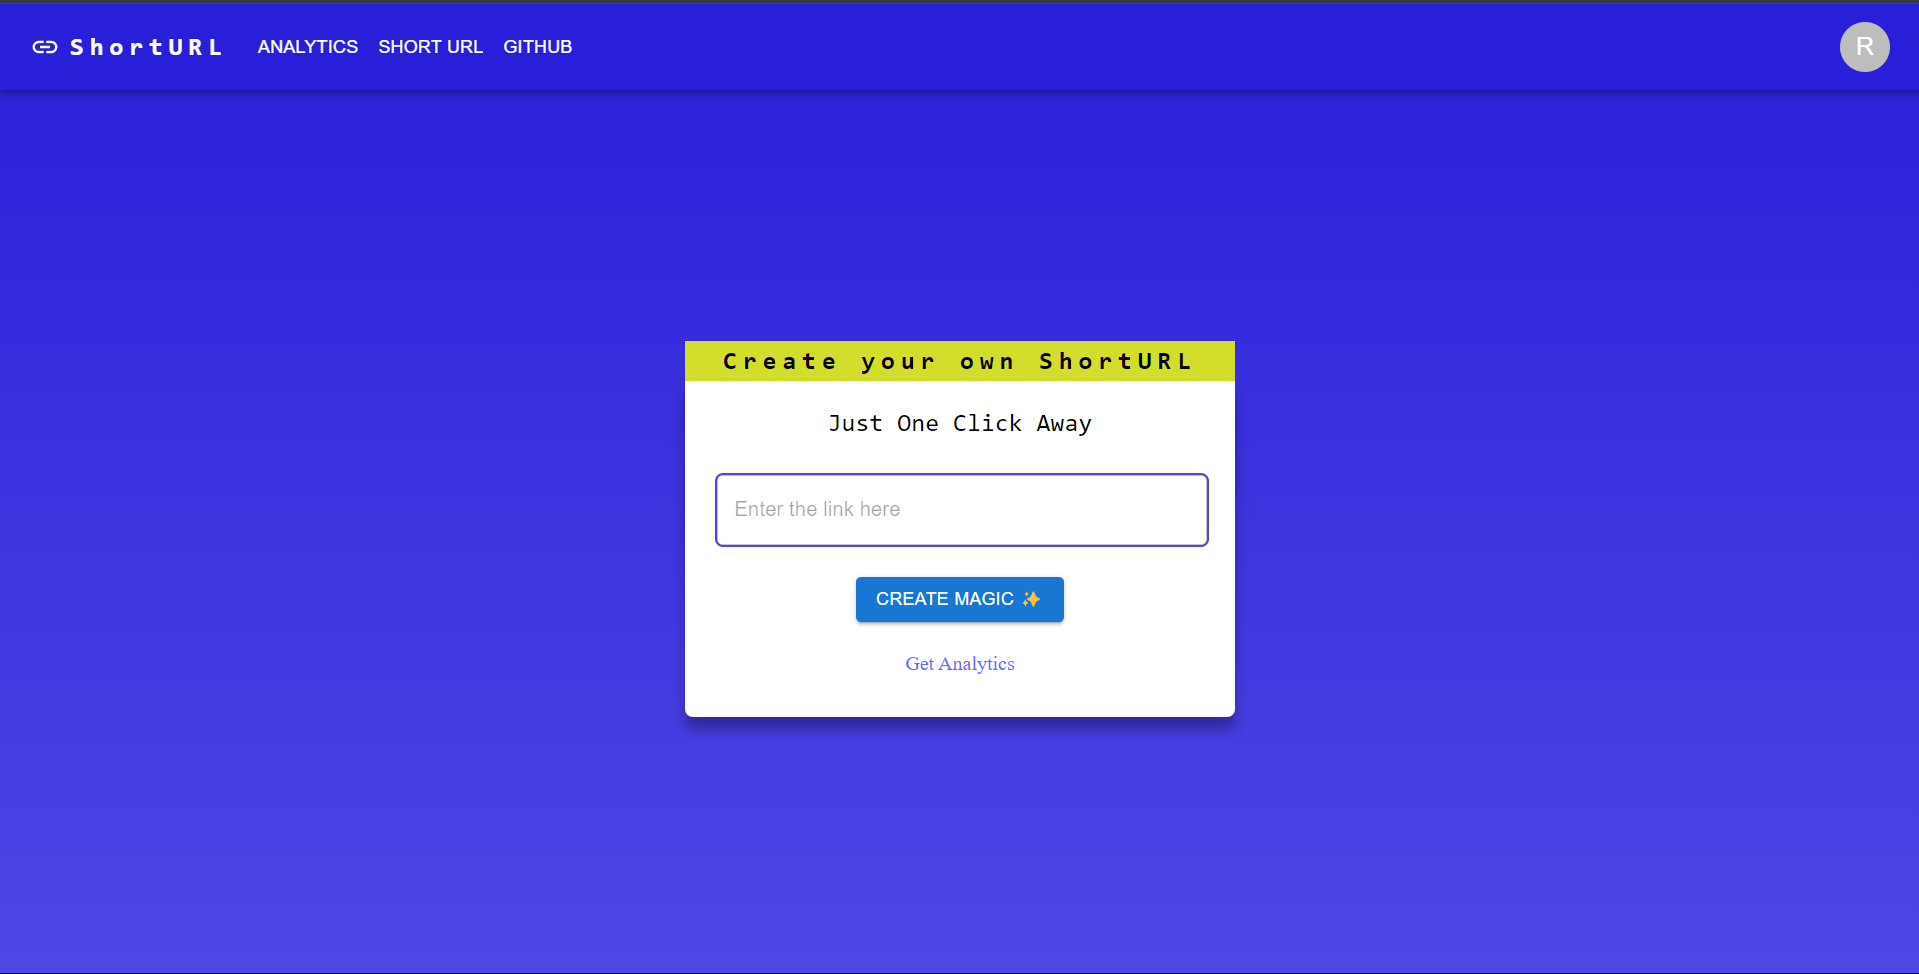 ShortURL ANALYTICS SHORT URL GITHUB R
Create your own ShortURL
Just One Click Away
Enter the link here
CREATE MAGIC ✨
Get Analytics